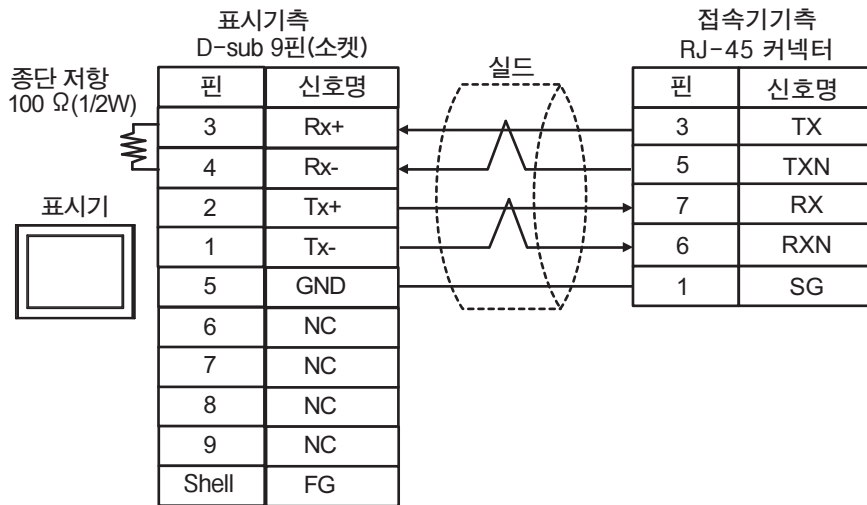 표시기측
D-sub 9핀(소켓)
접속기기측
RJ-45 커넥터
실드
종단 저항
100 Ω(1/2W)
표시기
핀 신호명
3 Rx+
4 Rx-
2 Tx+
1 Tx-
5 GND
6 NC
7 NC
8 NC
9 NC
Shell FG
핀 신호명
3 TX
5 TXN
7 RX
6 RXN
1 SG